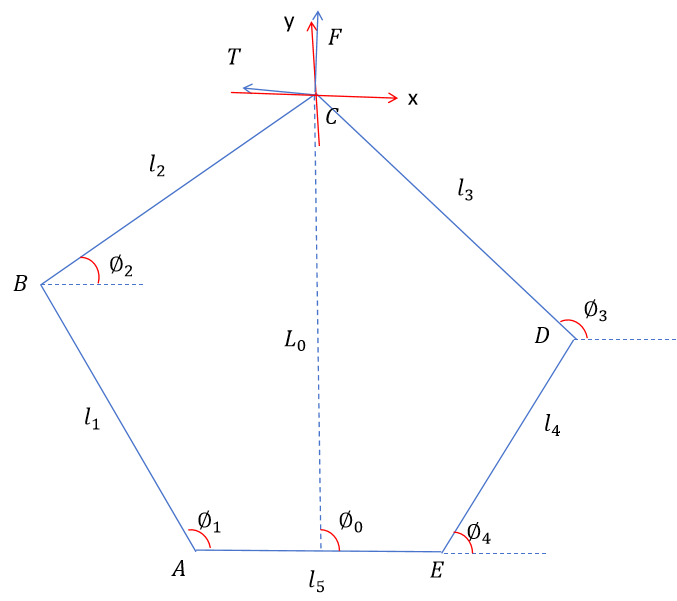 y
F
T
x
C
l₂
l₃
B
∅₂
∅₃
D
L₀
l₁
l₄
∅₁
∅₀
∅₄
A
E
l₅